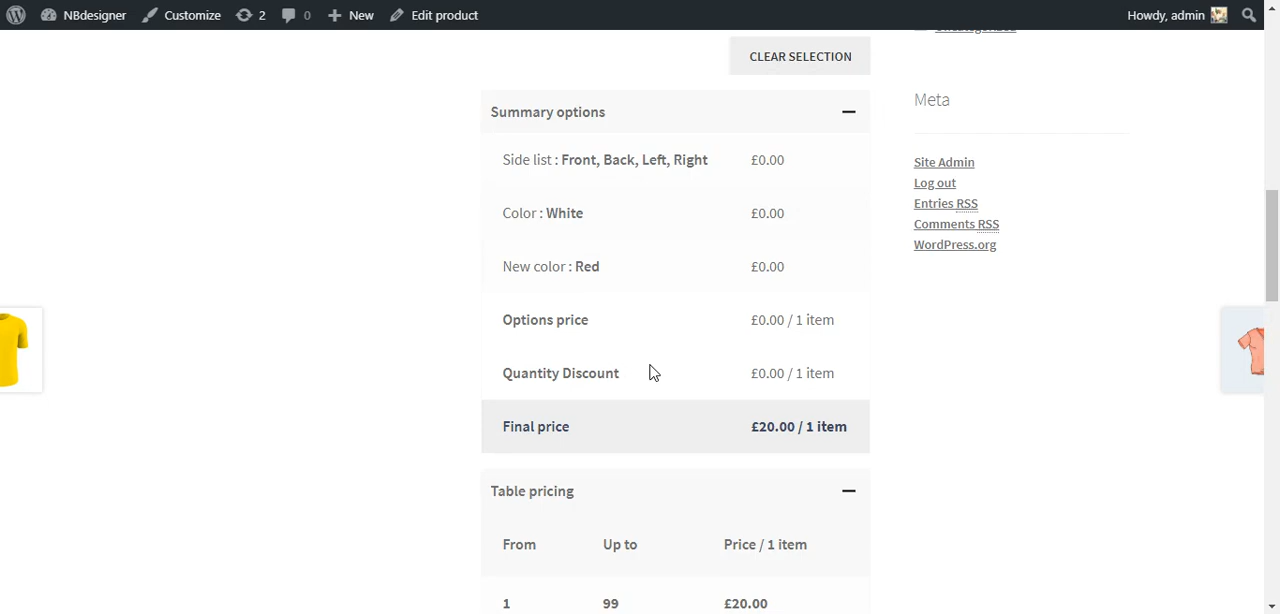 NBdesigner Customize 2 0 New Edit product Howdy, admin
CLEAR SELECTION
Summary options
Side list : Front, Back, Left, Right £0.00
Color : White £0.00
New color : Red £0.00
Options price £0.00 / 1 item
Quantity Discount £0.00 / 1 item
Final price £20.00 / 1 item
Table pricing
From Up to Price / 1 item
1 99 £20.00
Meta
Site Admin
Log out
Entries RSS
Comments RSS
WordPress.org